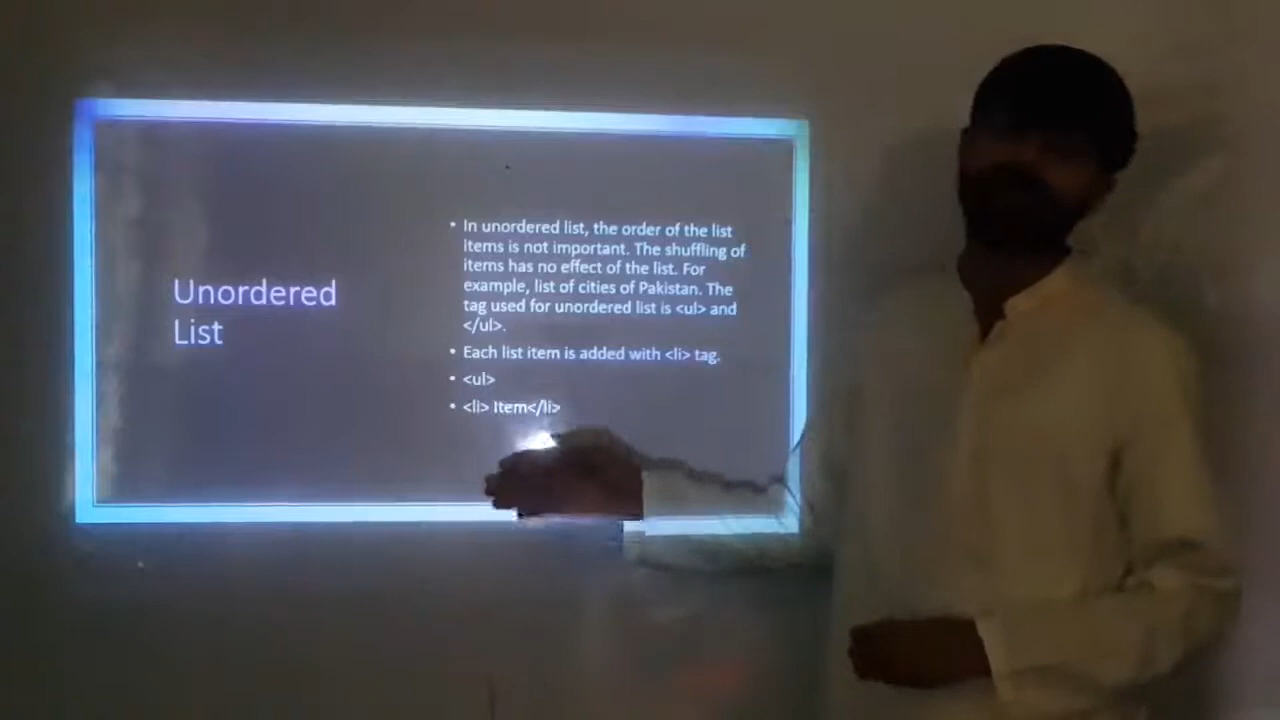 Unordered
List
• In unordered list, the order of the list
items is not important. The shuffling of
items has no effect of the list. For
example, list of cities of Pakistan. The
tag used for unordered list is <ul> and
</ul>.
• Each list item is added with <li> tag.
• <ul>
• <li> Item</li>